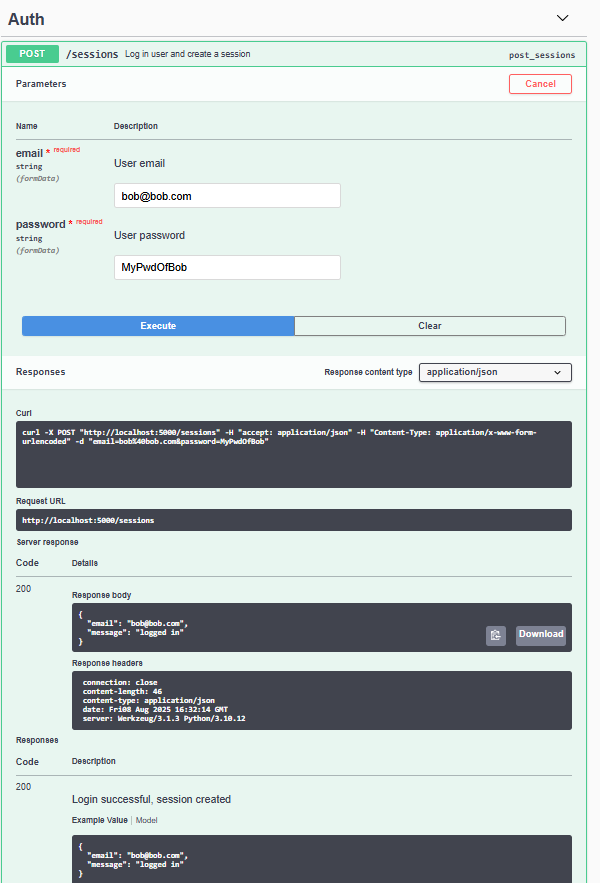 Auth
POST /sessions Log in user and create a session post_sessions
Parameters Cancel
Name Description
email * required
string
(formData)
User email
bob@bob.com
password * required
string
(formData)
User password
MyPwdOfBob
Execute Clear
Responses Response content type application/json
Curl
curl -X POST "http://localhost:5000/sessions" -H "accept: application/json" -H "Content-Type: application/x-www-form-
urlencoded" -d "email=bob%40bob.com&password=MyPwdOfBob"
Request URL
http://localhost:5000/sessions
Server response
Code Details
200
Response body
{
"email": "bob@bob.com",
"message": "logged in"
}
Download
Response headers
connection: close
content-length: 46
content-type: application/json
date: Fri08 Aug 2025 16:32:14 GMT
server: Werkzeug/3.1.3 Python/3.10.12
Responses
Code Description
200
Login successful, session created
Example Value | Model
{
"email": "bob@bob.com",
"message": "logged in"
}